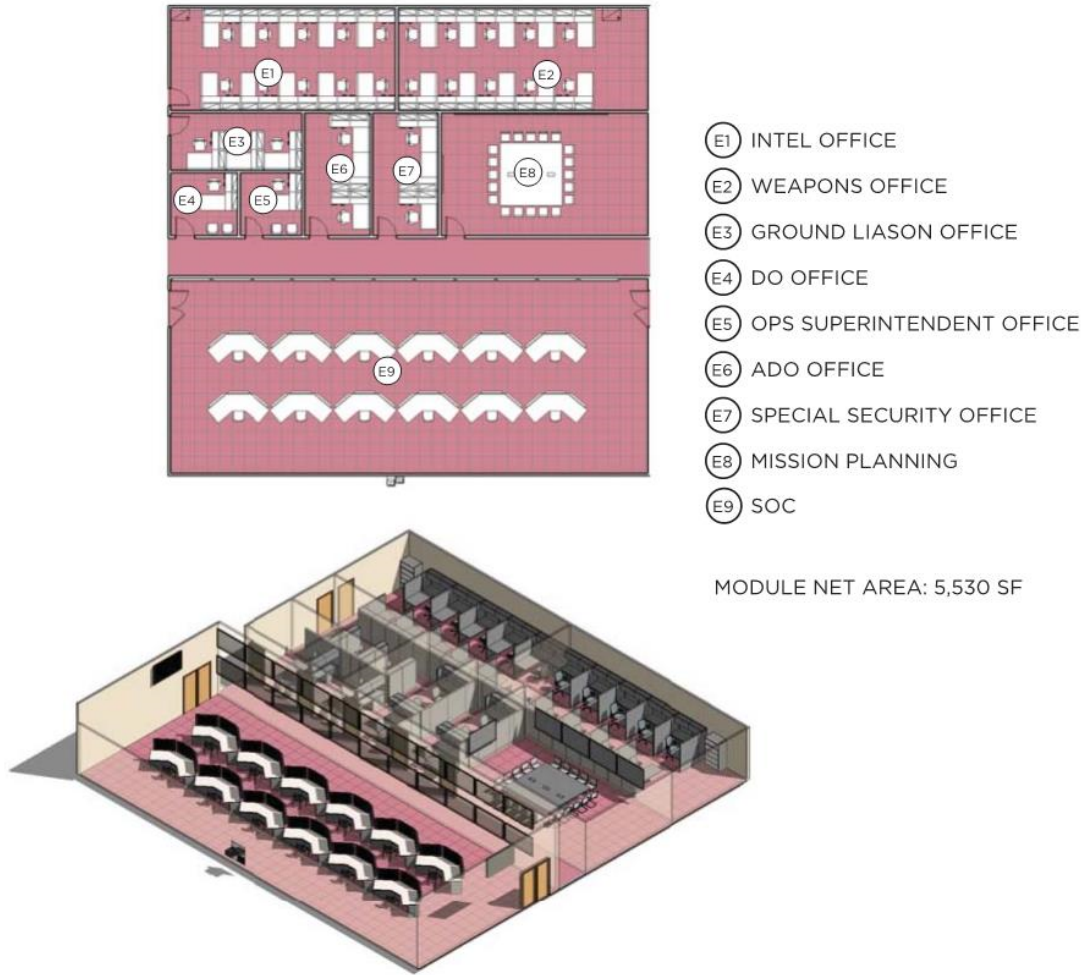 E1
E2
E3
E4
E5
E6
E7
E8
E9
E1 INTEL OFFICE
E2 WEAPONS OFFICE
E3 GROUND LIASON OFFICE
E4 DO OFFICE
E5 OPS SUPERINTENDENT OFFICE
E6 ADO OFFICE
E7 SPECIAL SECURITY OFFICE
E8 MISSION PLANNING
E9 SOC
MODULE NET AREA: 5,530 SF